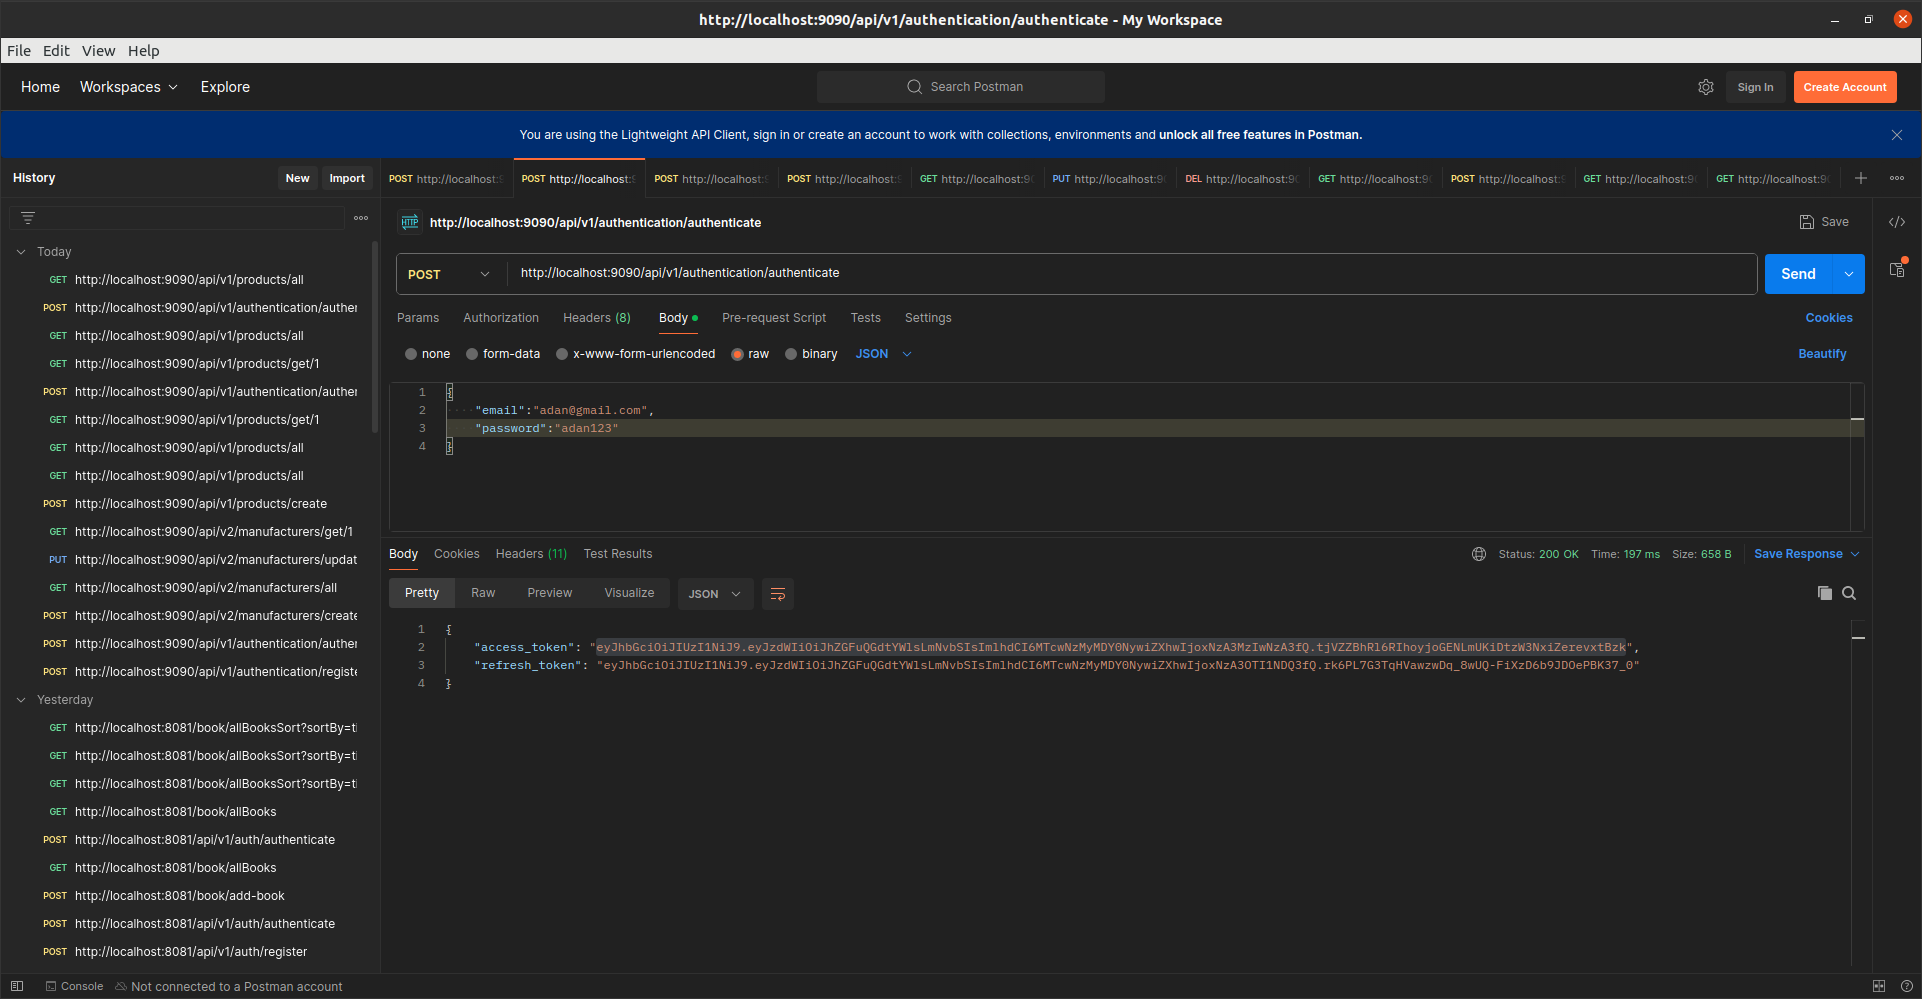 http://localhost:9090/api/v1/authentication/authenticate - My Workspace
File Edit View Help
Home Workspaces Explore Search Postman Sign In Create Account
You are using the Lightweight API Client, sign in or create an account to work with collections, environments and unlock all free features in Postman.
History New Import
POST http://localhost:9 POST http://localhost:9 POST http://localhost:9 POST http://localhost:9 GET http://localhost:90 PUT http://localhost:90 DEL http://localhost:90 GET http://localhost:90 POST http://localhost:9 GET http://localhost:90 GET http://localhost:90
HTTP http://localhost:9090/api/v1/authentication/authenticate Save
Today
GET http://localhost:9090/api/v1/products/all
POST http://localhost:9090/api/v1/authentication/auther
GET http://localhost:9090/api/v1/products/all
GET http://localhost:9090/api/v1/products/get/1
POST http://localhost:9090/api/v1/authentication/auther
GET http://localhost:9090/api/v1/products/get/1
GET http://localhost:9090/api/v1/products/all
GET http://localhost:9090/api/v1/products/all
POST http://localhost:9090/api/v1/products/create
GET http://localhost:9090/api/v2/manufacturers/get/1
PUT http://localhost:9090/api/v2/manufacturers/updat
GET http://localhost:9090/api/v2/manufacturers/all
POST http://localhost:9090/api/v2/manufacturers/create
POST http://localhost:9090/api/v1/authentication/auther
POST http://localhost:9090/api/v1/authentication/registe
Yesterday
GET http://localhost:8081/book/allBooksSort?sortBy=ti
GET http://localhost:8081/book/allBooksSort?sortBy=ti
GET http://localhost:8081/book/allBooksSort?sortBy=ti
GET http://localhost:8081/book/allBooks
POST http://localhost:8081/api/v1/auth/authenticate
GET http://localhost:8081/book/allBooks
POST http://localhost:8081/book/add-book
POST http://localhost:8081/api/v1/auth/authenticate
POST http://localhost:8081/api/v1/auth/register
POST http://localhost:9090/api/v1/authentication/authenticate Send
Params Authorization Headers (8) Body Pre-request Script Tests Settings Cookies
none form-data x-www-form-urlencoded raw binary JSON Beautify
1 {
2 "email":"adan@gmail.com",
3 "password":"adan123"
4 }
Body Cookies Headers (11) Test Results Status: 200 OK Time: 197 ms Size: 658 B Save Response
Pretty Raw Preview Visualize JSON
1 {
2 "access_token": "eyJhbGciOiJIUzI1NiJ9.eyJzdWIiOiJhZGFuQGdtYWlsLmNvbSIsImlhdCI6MTcwNzMyMDY0NywiZXhwIjoxNzA3MzIwNzA3fQ.tjVZZBhRl6RIhoyjoGENLmUKiDtzW3NxiZerevxtBzk",
3 "refresh_token": "eyJhbGciOiJIUzI1NiJ9.eyJzdWIiOiJhZGFuQGdtYWlsLmNvbSIsImlhdCI6MTcwNzMyMDY0NywiZXhwIjoxNzA3OTI1NDQ3fQ.rk6PL7G3TqHVawzwDq_8wUQ-FiXzD6b9JDOePBK37_0"
4 }
Console Not connected to a Postman account